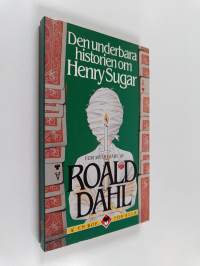 Den underbara
historien om
Henry Sugar
ROALD
DAHL